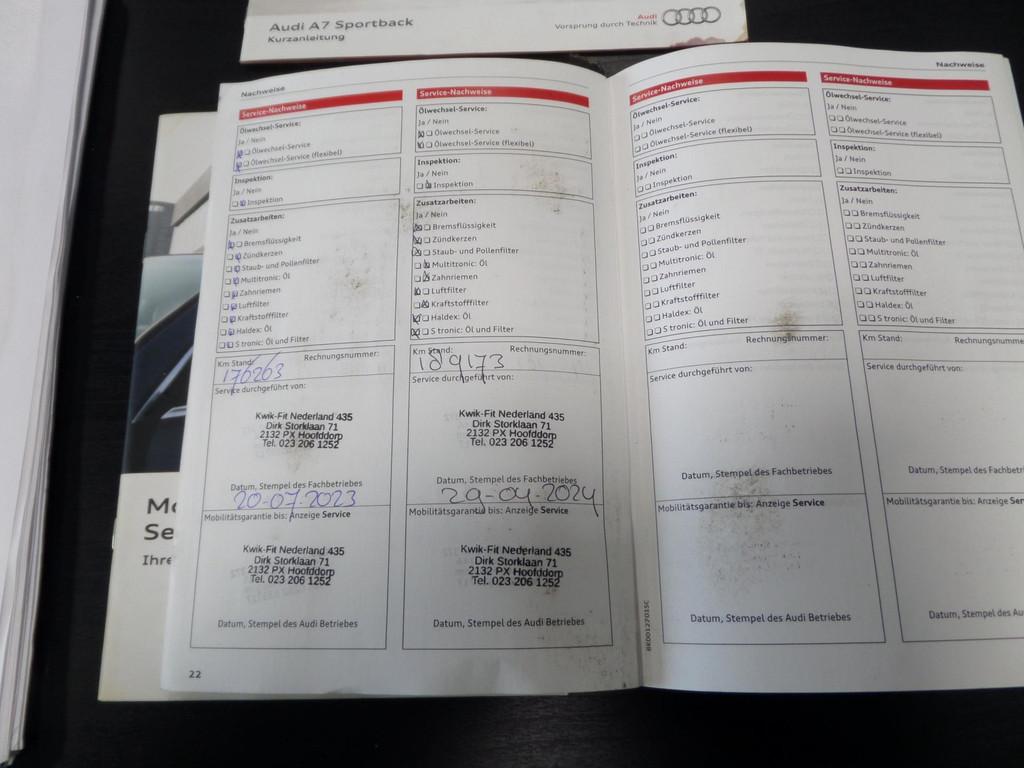 Audi A7 Sportback
Kurzanleitung
Audi
Vorsprung durch Technik
Nachweise
Service-Nachweise
Ölwechsel-Service:
Ja / Nein
Ölwechsel-Service
Ölwechsel-Service (flexibel)
Inspektion:
Ja / Nein
Inspektion
Zusatzarbeiten:
Ja / Nein
Bremsflüssigkeit
Zündkerzen
Staub- und Pollenfilter
Multitronic: Öl
Zahnriemen
Luftfilter
Kraftstofffilter
Haldex: Öl
S tronic: Öl und Filter
Km Stand: Rechnungsnummer:
176263
Service durchgeführt von:
Kwik-Fit Nederland 435
Dirk Storklaan 71
2132 PX Hoofddorp
Tel. 023 206 1252
Datum, Stempel des Fachbetriebes
20-07-2023
Mobilitätsgarantie bis: Anzeige Service
Kwik-Fit Nederland 435
Dirk Storklaan 71
2132 PX Hoofddorp
Tel. 023 206 1252
Datum, Stempel des Audi Betriebes
22
Service-Nachweise
Ölwechsel-Service:
Ja / Nein
Ölwechsel-Service
Ölwechsel-Service (flexibel)
Inspektion:
Ja / Nein
Inspektion
Zusatzarbeiten:
Ja / Nein
Bremsflüssigkeit
Zündkerzen
Staub- und Pollenfilter
Multitronic: Öl
Zahnriemen
Luftfilter
Kraftstofffilter
Haldex: Öl
S tronic: Öl und Filter
Km Stand: Rechnungsnummer:
189173
Service durchgeführt von:
Kwik-Fit Nederland 435
Dirk Storklaan 71
2132 PX Hoofddorp
Tel. 023 206 1252
Datum, Stempel des Fachbetriebes
29-04-2024
Mobilitätsgarantie bis: Anzeige Service
Kwik-Fit Nederland 435
Dirk Storklaan 71
2132 PX Hoofddorp
Tel. 023 206 1252
Datum, Stempel des Audi Betriebes
Nachweise
Service-Nachweise
Ölwechsel-Service:
Ja / Nein
Ölwechsel-Service
Ölwechsel-Service (flexibel)
Inspektion:
Ja / Nein
Inspektion
Zusatzarbeiten:
Ja / Nein
Bremsflüssigkeit
Zündkerzen
Staub- und Pollenfilter
Multitronic: Öl
Zahnriemen
Luftfilter
Kraftstofffilter
Haldex: Öl
S tronic: Öl und Filter
Km Stand: Rechnungsnummer:
Service durchgeführt von:
Datum, Stempel des Fachbetriebes
Mobilitätsgarantie bis: Anzeige Service
Datum, Stempel des Audi Betriebes
Service-Nachweise
Ölwechsel-Service:
Ja / Nein
Ölwechsel-Service
Ölwechsel-Service (flexibel)
Inspektion:
Ja / Nein
Inspektion
Zusatzarbeiten:
Ja / Nein
Bremsflüssigkeit
Zündkerzen
Staub- und Pollenfilter
Multitronic: Öl
Zahnriemen
Luftfilter
Kraftstofffilter
Haldex: Öl
S tronic: Öl und Filter
Km Stand: Rechnungsnumme
Service durchgeführt von:
Datum, Stempel des Fachbetri
Mobilitätsgarantie bis: Anzeige Ser
Datum, Stempel des Au
Mo
Se
Ihre